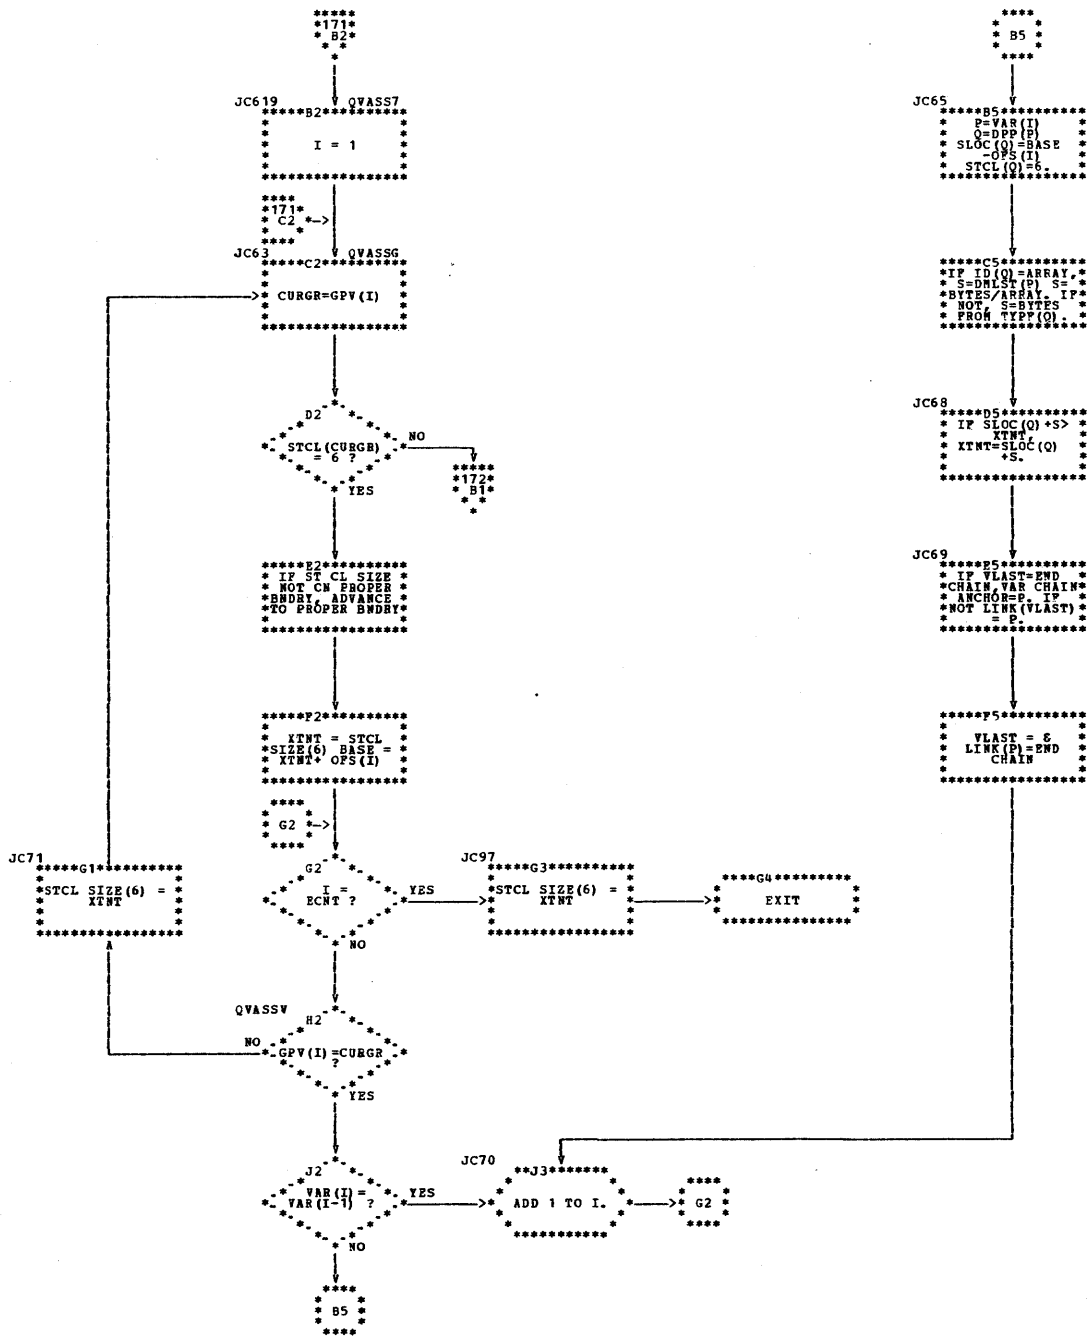 171
B2
JC619
QVASS7
B2
I = 1
171
C2
JC63
QVASSG
C2
CURGR=GPV(I)
D2
STCL(CURGR)
= 6 ?
NO
YES
172
B1
E2
IF ST CL SIZE
NOT CN PROPER
BNDRY, ADVANCE
TO PROPER BNDRY
F2
XTNT = STCL
SIZE(6) BASE =
XTNT+ OFS(I)
G2
JC71
G1
STCL SIZE(6) =
XTNT
G2
I =
ECNT ?
YES
NO
JC97
G3
STCL SIZE(6) =
XTNT
G4
EXIT
QVASSV
H2
GPV(I)=CURGR
?
NO
YES
J2
VAR(I)=
VAR(I-1) ?
YES
NO
JC70
J3
ADD 1 TO I.
G2
B5
B5
JC65
B5
P=VAR(I)
Q=DPP(P)
SLOC(Q)=BASE
-OFS(I)
STCL(Q)=6.
C5
IF ID(Q)=ARRAY,
S=DMLST(P) S=
BYTES/ARRAY. IF
NOT, S=BYTES
FROM TYPF(Q).
JC68
D5
IF SLOC(Q)+S>
XTNT,
XTNT=SLOC(Q)
+S.
JC69
E5
IF VLAST=END
CHAIN,VAR CHAIN
ANCHOR=P. IF
NOT LINK(VLAST)
= P.
F5
VLAST = &
LINK(P)=END
CHAIN